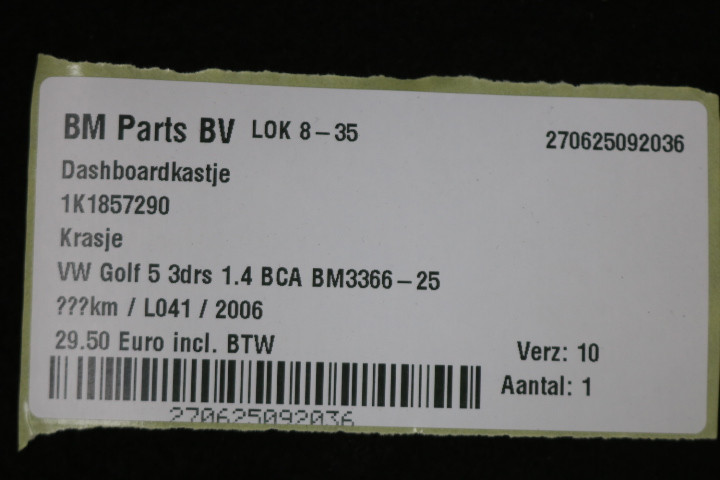 BM Parts BV LOK 8-35 270625092036
Dashboardkastje
1K1857290
Krasje
VW Golf 5 3drs 1.4 BCA BM3366-25
???km / L041 / 2006
29.50 Euro incl. BTW Verz: 10
Aantal: 1
270625092036